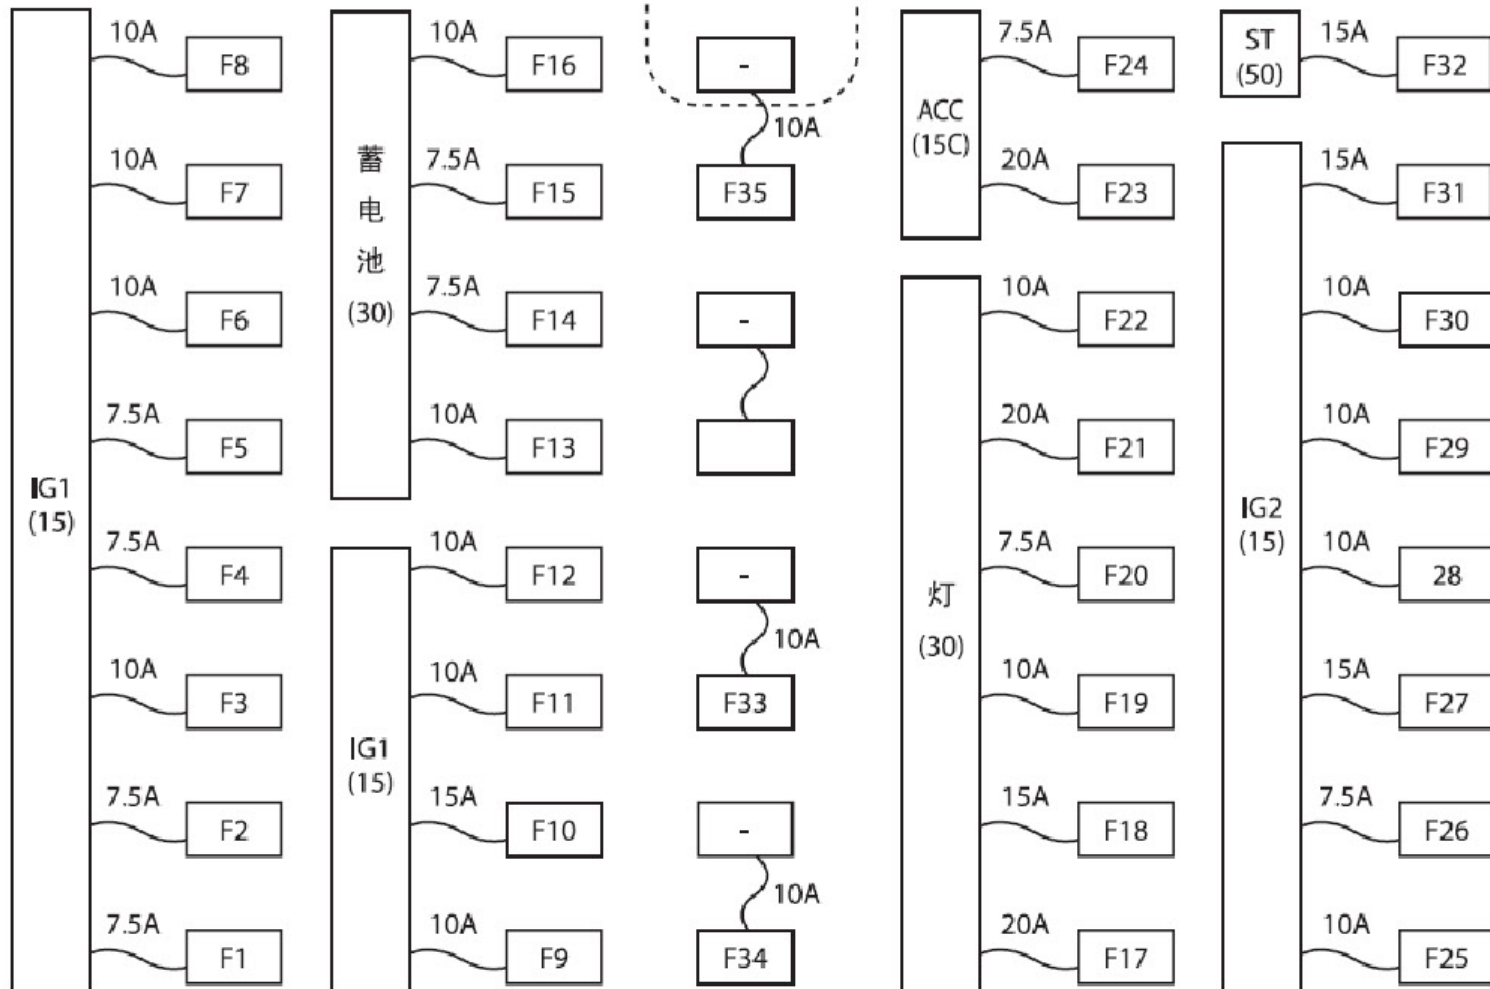 10A
F8
10A
F7
10A
F6
7.5A
F5
IG1
(15)
7.5A
F4
10A
F3
7.5A
F2
7.5A
F1
蓄
电
池
(30)
10A
F16
7.5A
F15
7.5A
F14
10A
F13
IG1
(15)
10A
F12
10A
F11
15A
F10
10A
F9
-
10A
F35
-
-
10A
F33
-
10A
F34
ACC
(15C)
7.5A
F24
20A
F23
灯
(30)
10A
F22
20A
F21
7.5A
F20
10A
F19
15A
F18
20A
F17
ST
(50)
15A
F32
IG2
(15)
15A
F31
10A
F30
10A
F29
10A
28
15A
F27
7.5A
F26
10A
F25